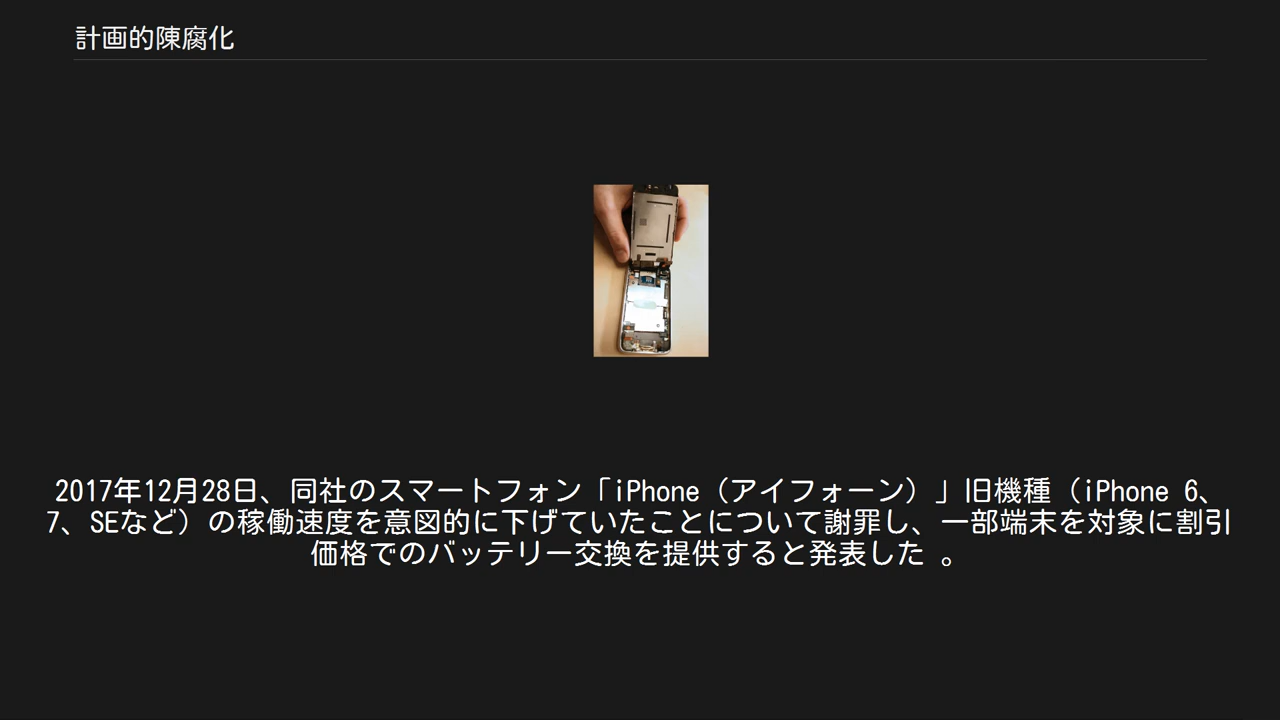 計画的陳腐化
2017年12月28日、同社のスマートフォン「iPhone（アイフォーン）」旧機種（iPhone 6、
7、SEなど）の稼働速度を意図的に下げていたことについて謝罪し、一部端末を対象に割引
価格でのバッテリー交換を提供すると発表した 。